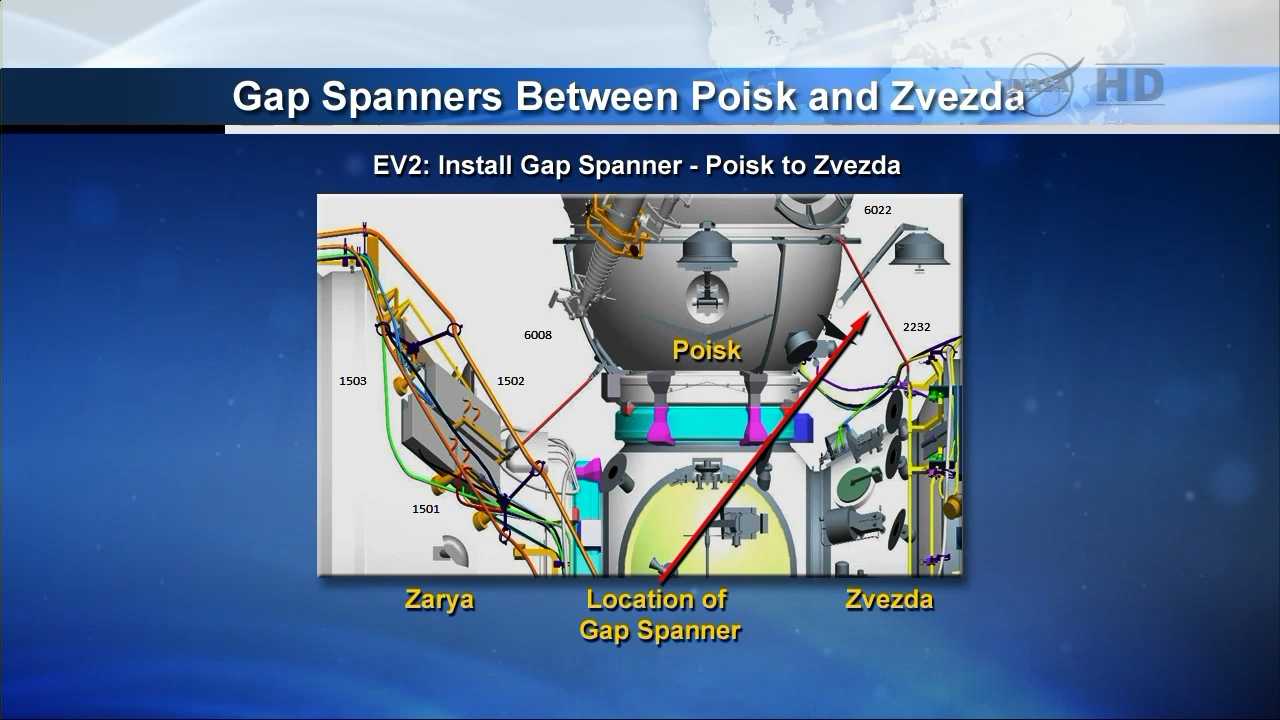 Gap Spanners Between Poisk and Zvezda
NASA HD
EV2: Install Gap Spanner - Poisk to Zvezda
6022
6008
2232
Poisk
1503
1502
1501
Zarya
Location of
Gap Spanner
Zvezda